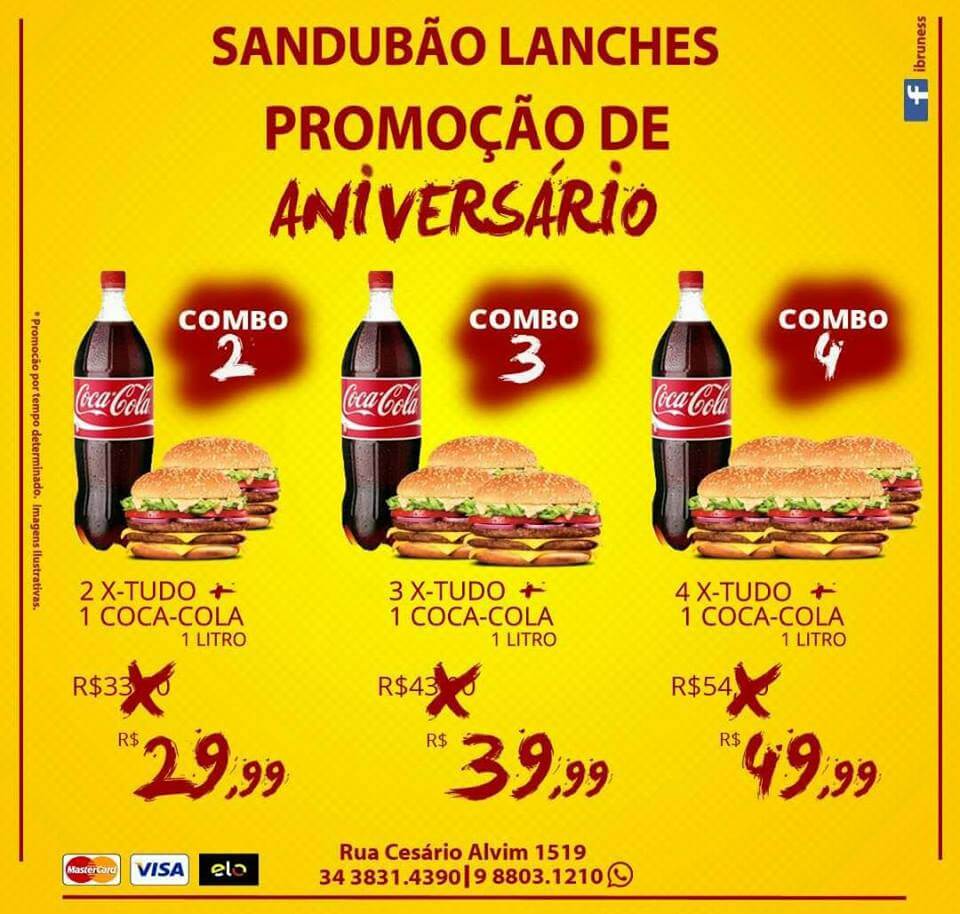 SANDUBÃO LANCHES
ibruness
PROMOÇÃO DE
ANIVERSÁRIO
* Promocão por tempo determinado. Imagens ilustrativas.
COMBO
2
Coca-Cola
2 X-TUDO +
1 COCA-COLA
1 LITRO
R$
R$ 29,99
COMBO
3
Coca-Cola
3 X-TUDO +
1 COCA-COLA
1 LITRO
R$
R$ 39,99
COMBO
4
Coca-Cola
4 X-TUDO +
1 COCA-COLA
1 LITRO
R$
R$ 49,99
MasterCard
VISA
elo
Rua Cesário Alvim 1519
34 3831.4390|9 8803.1210